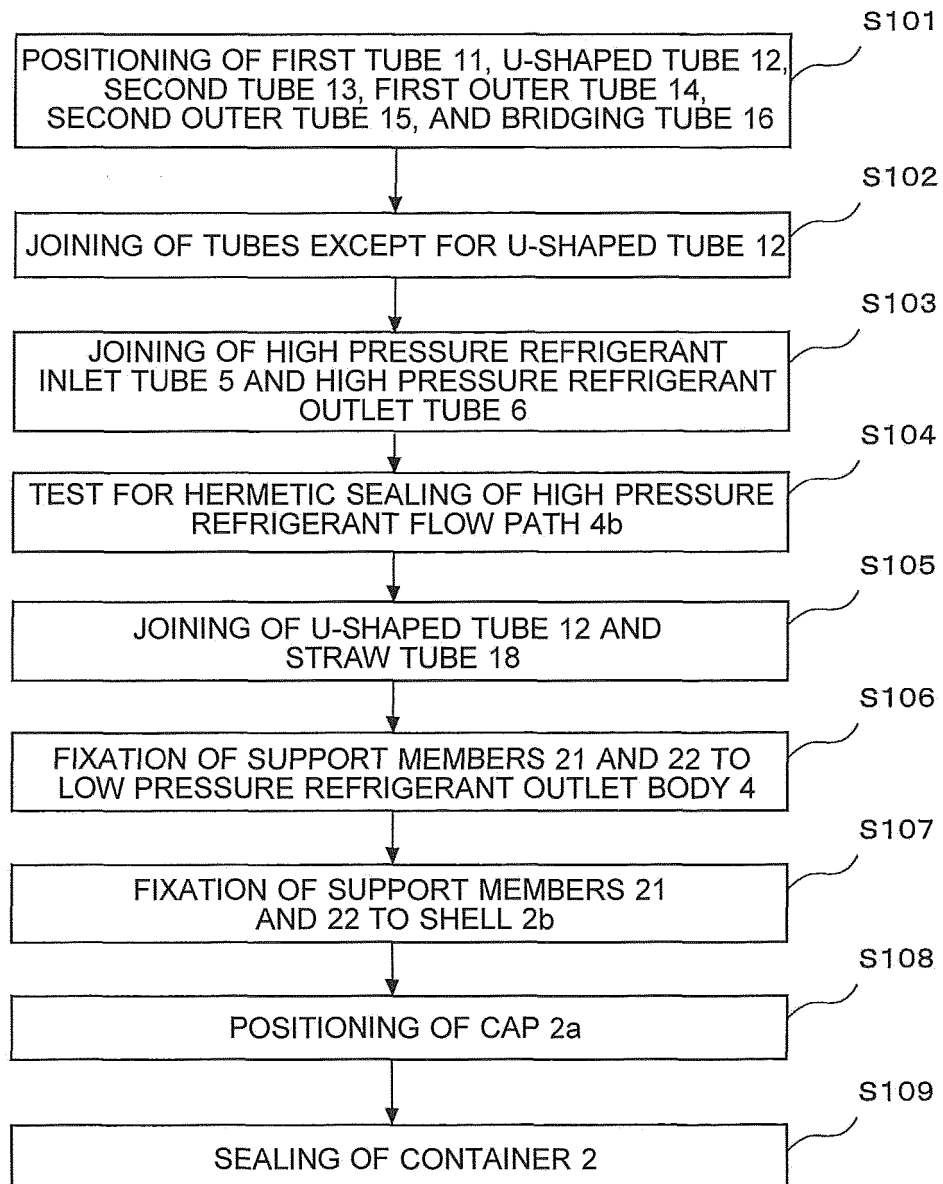 S101
POSITIONING OF FIRST TUBE 11, U-SHAPED TUBE 12,
SECOND TUBE 13, FIRST OUTER TUBE 14,
SECOND OUTER TUBE 15, AND BRIDGING TUBE 16
S102
JOINING OF TUBES EXCEPT FOR U-SHAPED TUBE 12
S103
JOINING OF HIGH PRESSURE REFRIGERANT
INLET TUBE 5 AND HIGH PRESSURE REFRIGERANT
OUTLET TUBE 6
S104
TEST FOR HERMETIC SEALING OF HIGH PRESSURE
REFRIGERANT FLOW PATH 4b
S105
JOINING OF U-SHAPED TUBE 12 AND
STRAW TUBE 18
S106
FIXATION OF SUPPORT MEMBERS 21 AND 22 TO
LOW PRESSURE REFRIGERANT OUTLET BODY 4
S107
FIXATION OF SUPPORT MEMBERS 21
AND 22 TO SHELL 2b
S108
POSITIONING OF CAP 2a
S109
SEALING OF CONTAINER 2